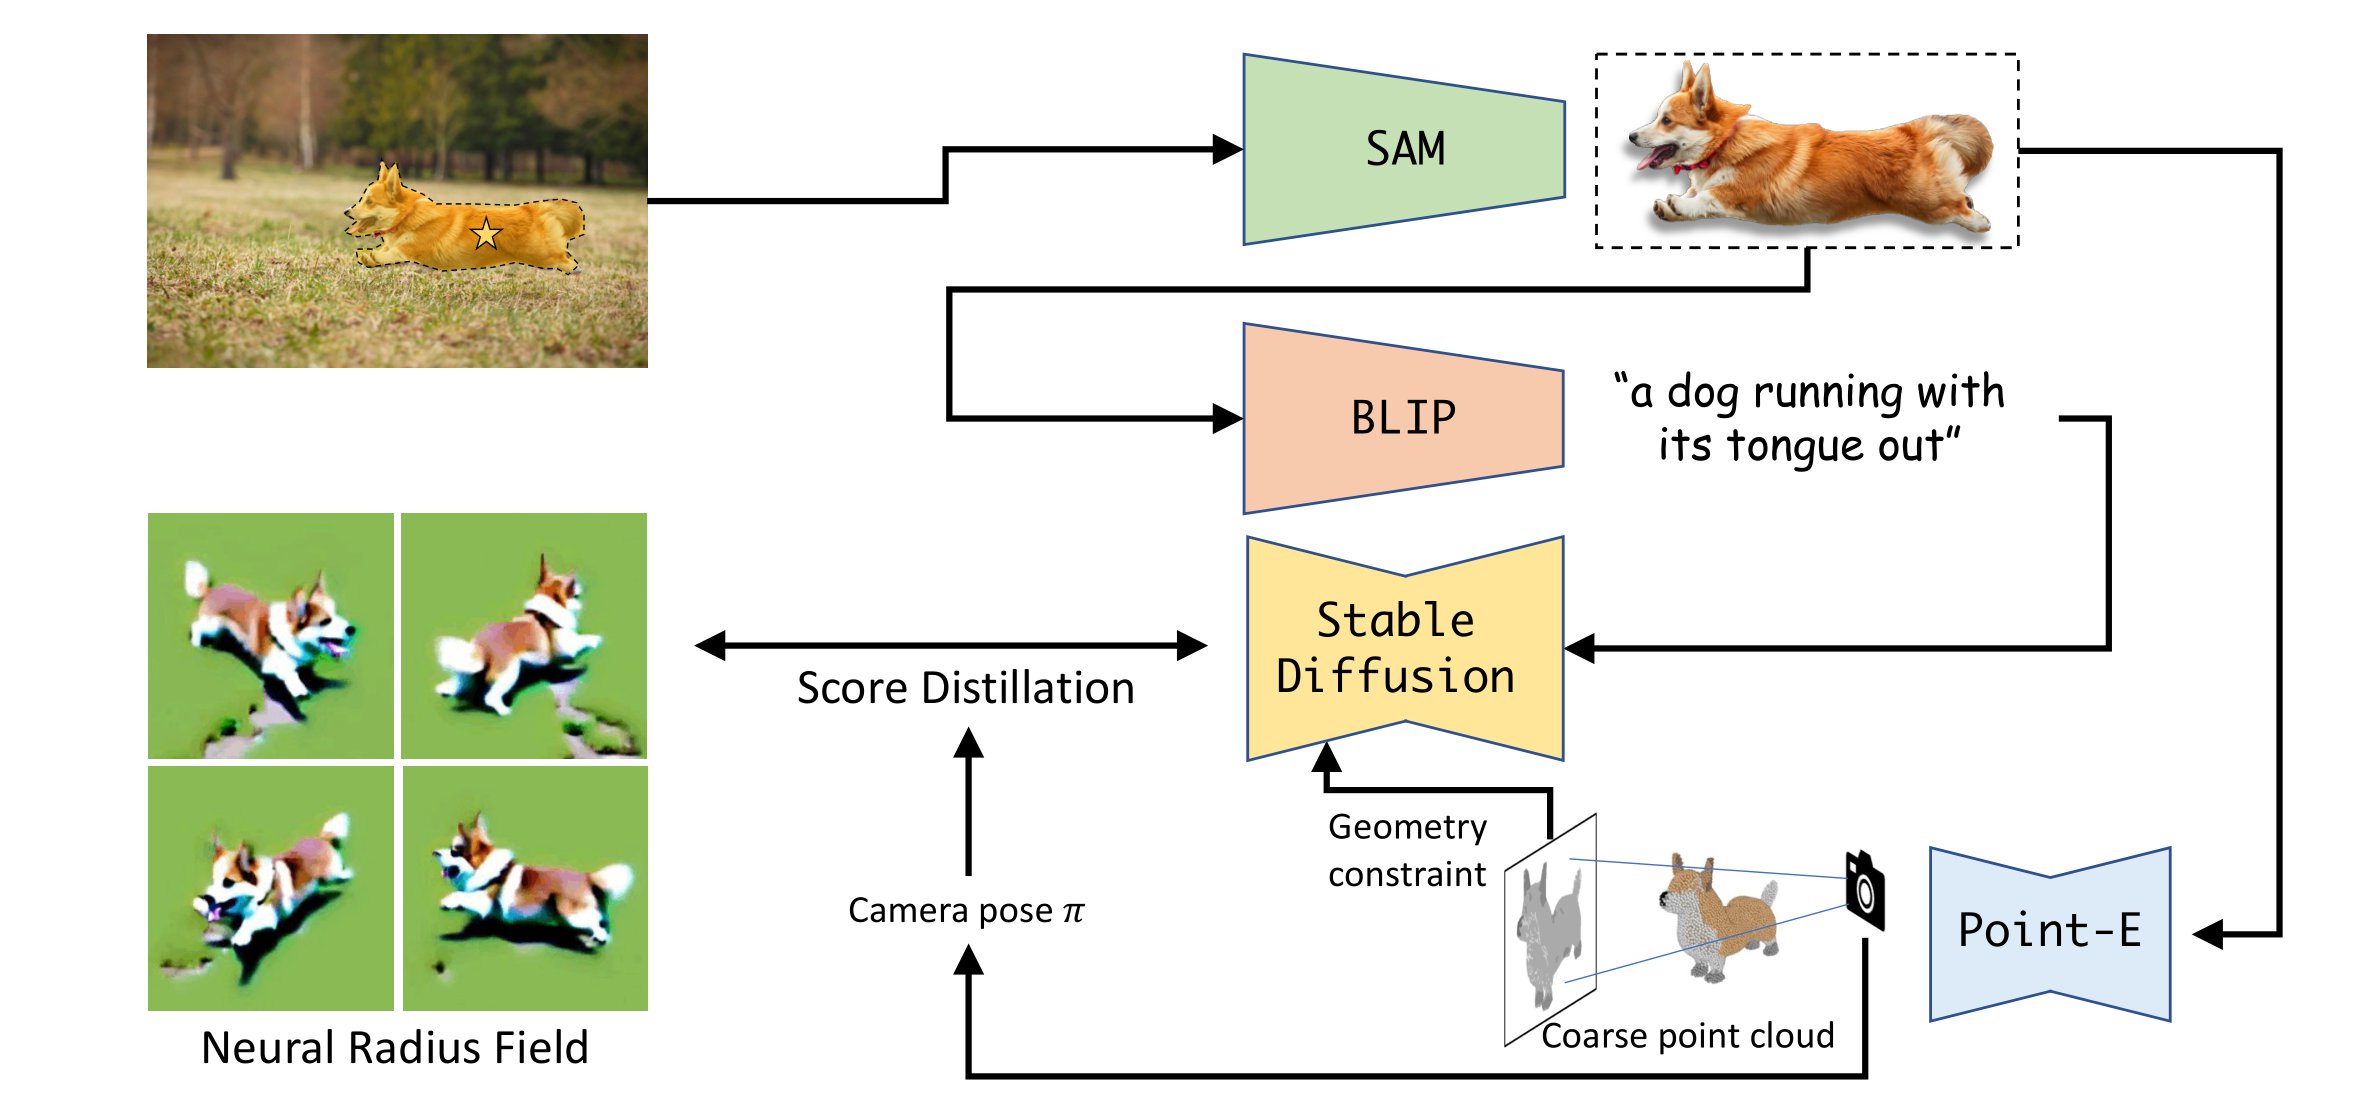 SAM
BLIP
“a dog running with
its tongue out”
Stable
Diffusion
Score Distillation
Geometry
constraint
Camera pose π
Point-E
Coarse point cloud
Neural Radius Field